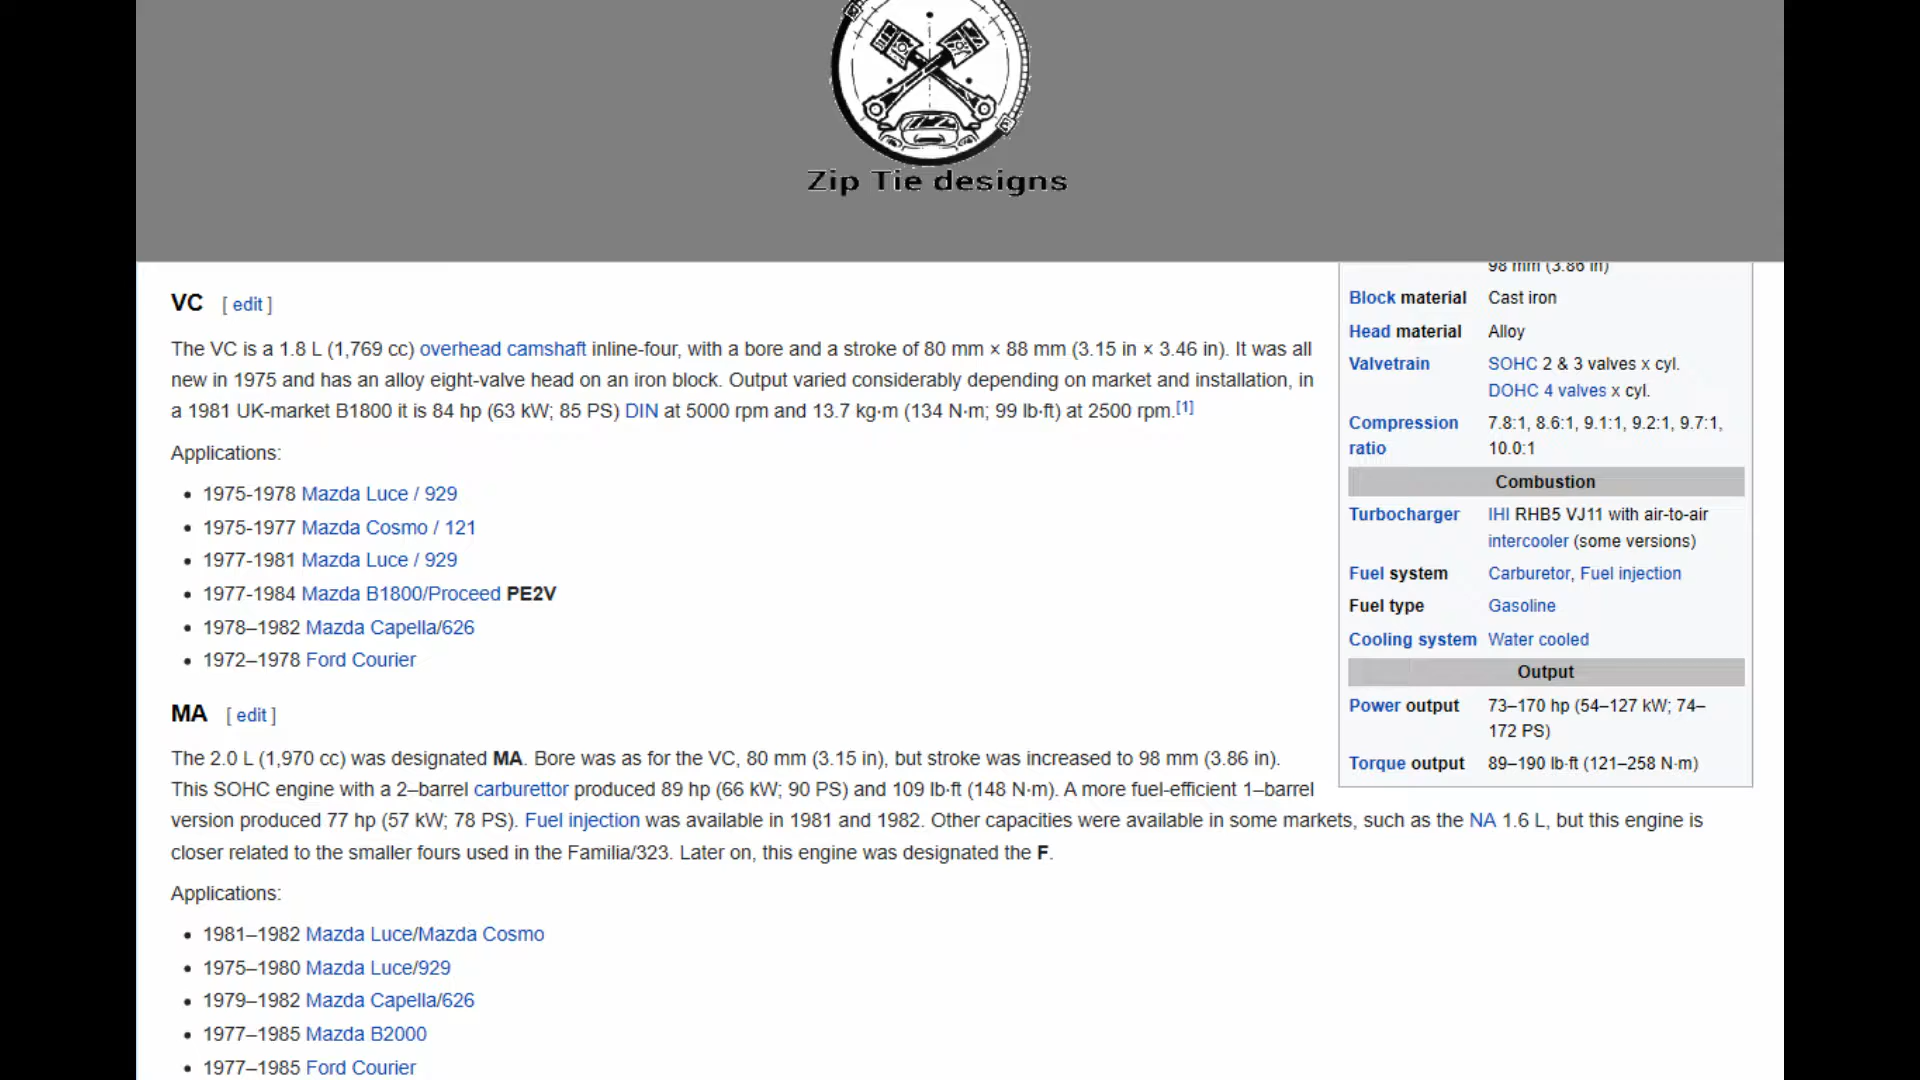 Zip Tie designs
VC [ edit ]
The VC is a 1.8 L (1,769 cc) overhead camshaft inline-four, with a bore and a stroke of 80 mm × 88 mm (3.15 in × 3.46 in). It was all
new in 1975 and has an alloy eight-valve head on an iron block. Output varied considerably depending on market and installation, in
a 1981 UK-market B1800 it is 84 hp (63 kW; 85 PS) DIN at 5000 rpm and 13.7 kg·m (134 N·m; 99 lb·ft) at 2500 rpm.[1]
Applications:
• 1975-1978 Mazda Luce / 929
• 1975-1977 Mazda Cosmo / 121
• 1977-1981 Mazda Luce / 929
• 1977-1984 Mazda B1800/Proceed PE2V
• 1978–1982 Mazda Capella/626
• 1972–1978 Ford Courier
MA [ edit ]
The 2.0 L (1,970 cc) was designated MA. Bore was as for the VC, 80 mm (3.15 in), but stroke was increased to 98 mm (3.86 in).
This SOHC engine with a 2–barrel carburettor produced 89 hp (66 kW; 90 PS) and 109 lb·ft (148 N·m). A more fuel-efficient 1–barrel
version produced 77 hp (57 kW; 78 PS). Fuel injection was available in 1981 and 1982. Other capacities were available in some markets, such as the NA 1.6 L, but this engine is
closer related to the smaller fours used in the Familia/323. Later on, this engine was designated the F.
Applications:
• 1981–1982 Mazda Luce/Mazda Cosmo
• 1975–1980 Mazda Luce/929
• 1979–1982 Mazda Capella/626
• 1977–1985 Mazda B2000
• 1977–1985 Ford Courier
98 mm (3.86 in)
Block material Cast iron
Head material Alloy
Valvetrain SOHC 2 & 3 valves x cyl.
DOHC 4 valves x cyl.
Compression 7.8:1, 8.6:1, 9.1:1, 9.2:1, 9.7:1,
ratio 10.0:1
Combustion
Turbocharger IHI RHB5 VJ11 with air-to-air
intercooler (some versions)
Fuel system Carburetor, Fuel injection
Fuel type Gasoline
Cooling system Water cooled
Output
Power output 73–170 hp (54–127 kW; 74–
172 PS)
Torque output 89–190 lb·ft (121–258 N·m)